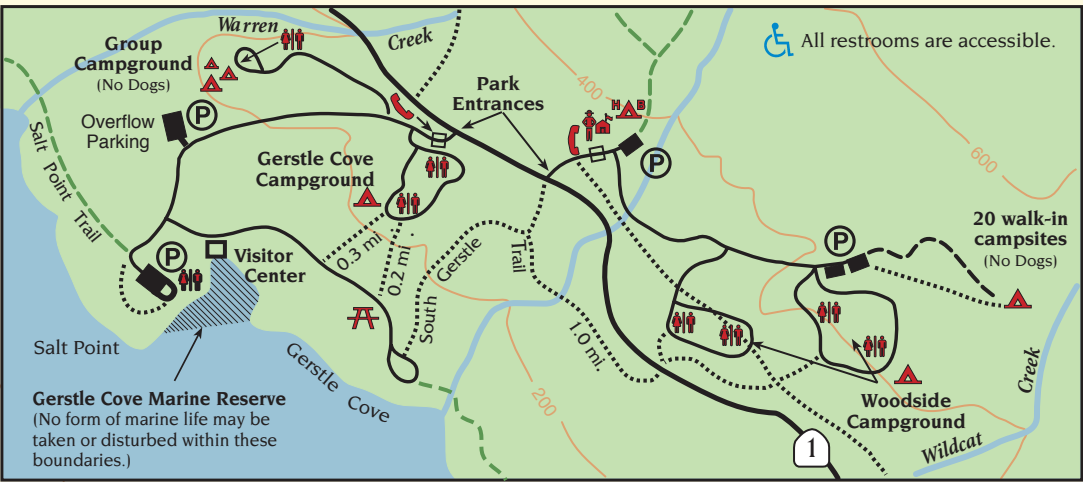 Warren
Creek
All restrooms are accessible.
Group
Campground
(No Dogs)
P
Overflow
Parking
Park
Entrances
400
H
B
P
600
Salt Point Trail
Gerstle Cove
Campground
20 walk-in
campsites
(No Dogs)
P
P
Visitor
Center
0.3 mi.
0.2 mi.
South Gerstle Trail
1.0 mi.
Salt Point
Gerstle Cove
200
Gerstle Cove Marine Reserve
(No form of marine life may be
taken or disturbed within these
boundaries.)
Woodside
Campground
Wildcat
Creek
1